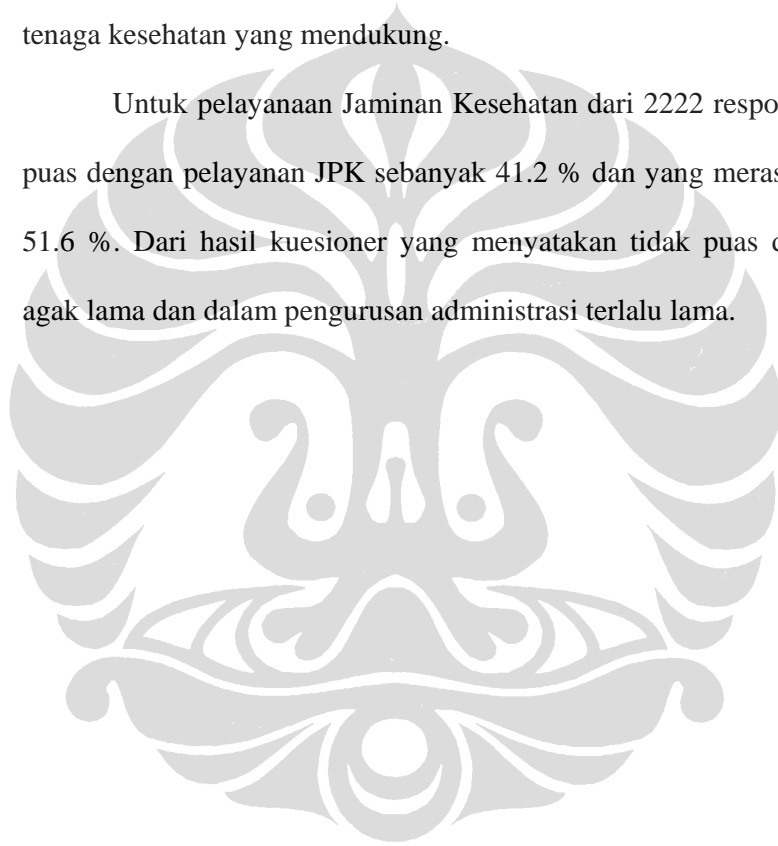 tenaga kesehatan yang mendukung.
Untuk pelayanaan Jaminan Kesehatan dari 2222 respo
puas dengan pelayanan JPK sebanyak 41.2 % dan yang meras
51.6 %. Dari hasil kuesioner yang menyatakan tidak puas d
agak lama dan dalam pengurusan administrasi terlalu lama.